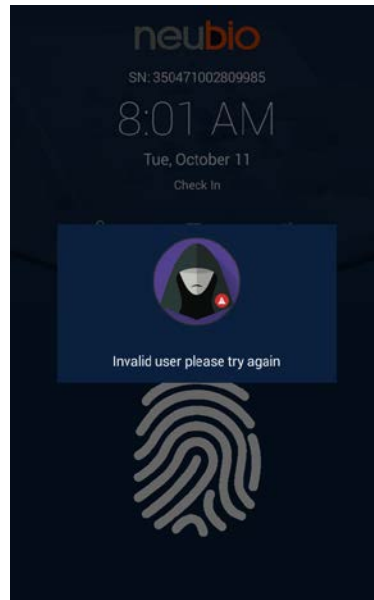 neubio
SN: 350471002809985
8:01 AM
Tue, October 11
Check In
Invalid user please try again